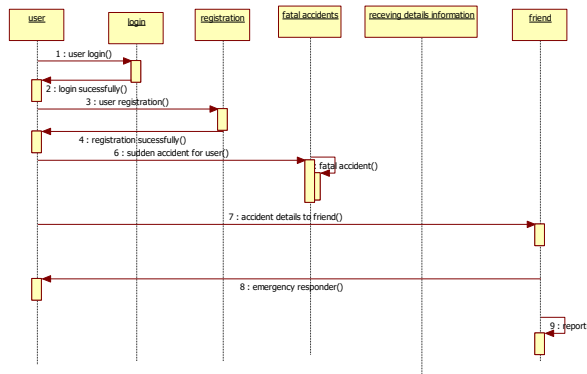 user
login
registration
fatal accidents
receving details information
friend
1 : user login()
2 : login sucessfully()
3 : user registration()
4 : registration sucessfully()
6 : sudden accident for user()
: fatal accident()
7 : accident details to friend()
8 : emergency responder()
9 : report